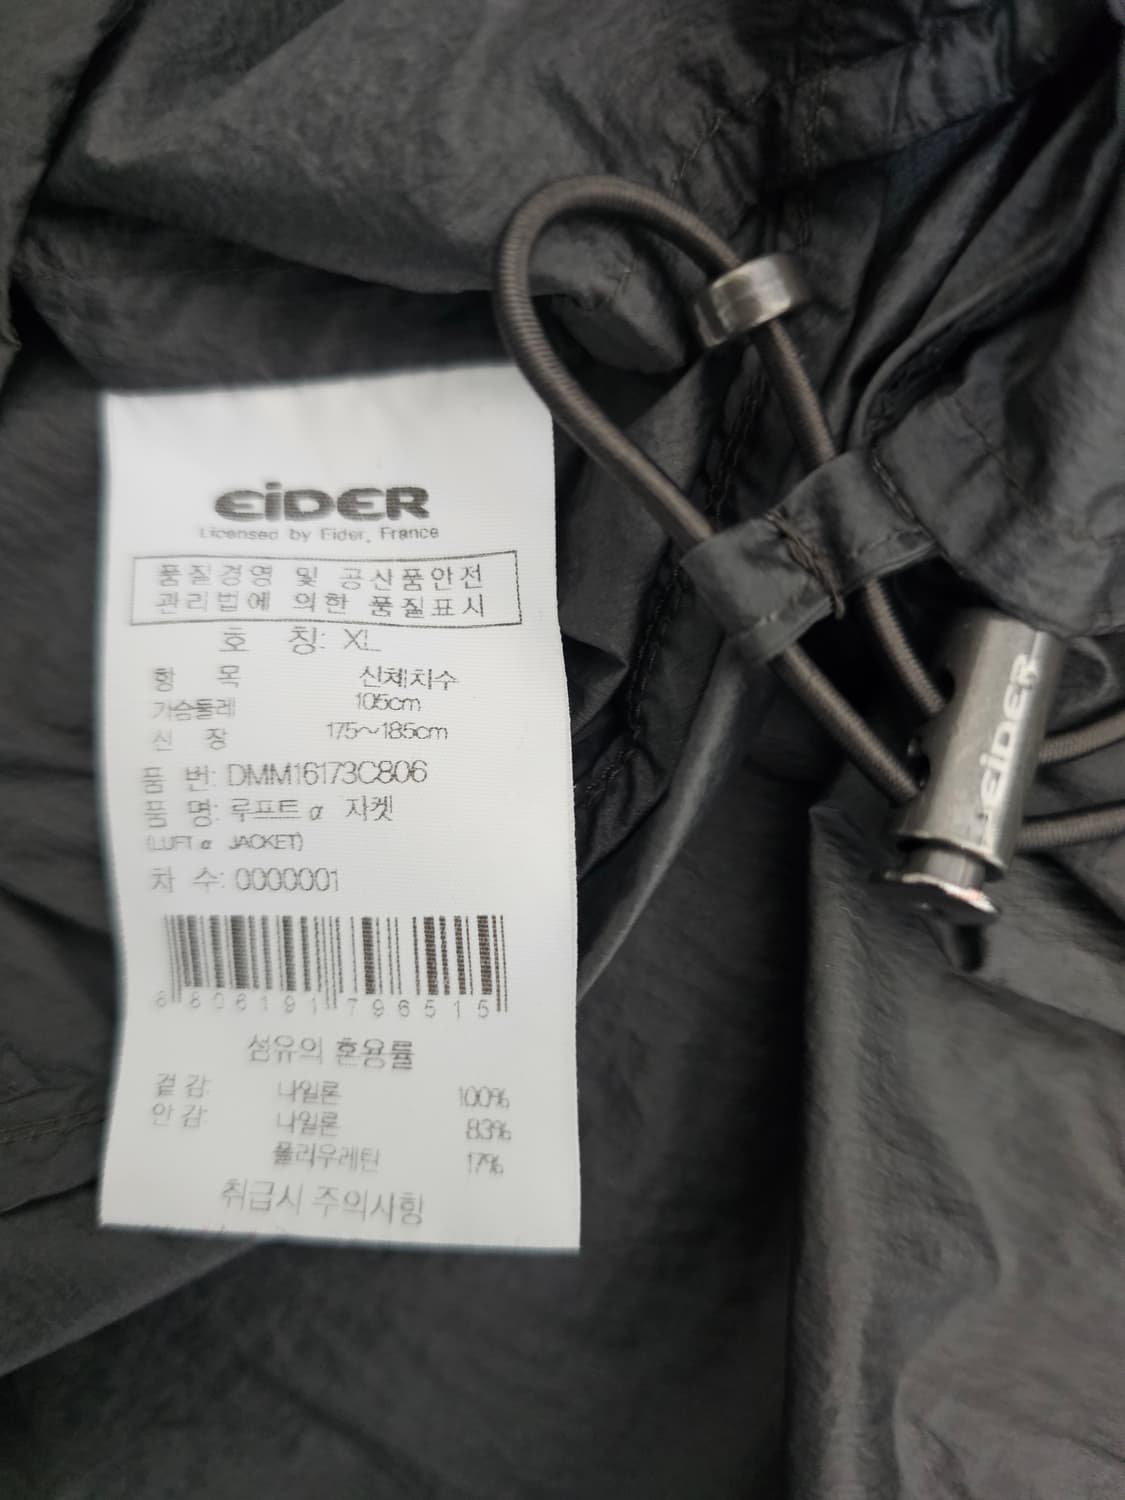 EiDER
Licensed by Eider, France
품질경영 및 공산품안전
관리법에 의한 품질표시
호 칭: XL
항 목 신체치수
가슴둘레 105cm
신 장 175~185cm
품 번: DMM16173C806
품 명: 루프트 α 자켓
(LUFT α JACKET)
차 수: 0000001
8 806191 796515
섬유의 혼용률
겉감: 나일론 100%
안감: 나일론 83%
폴리우레탄 17%
취급시 주의사항
EiDER